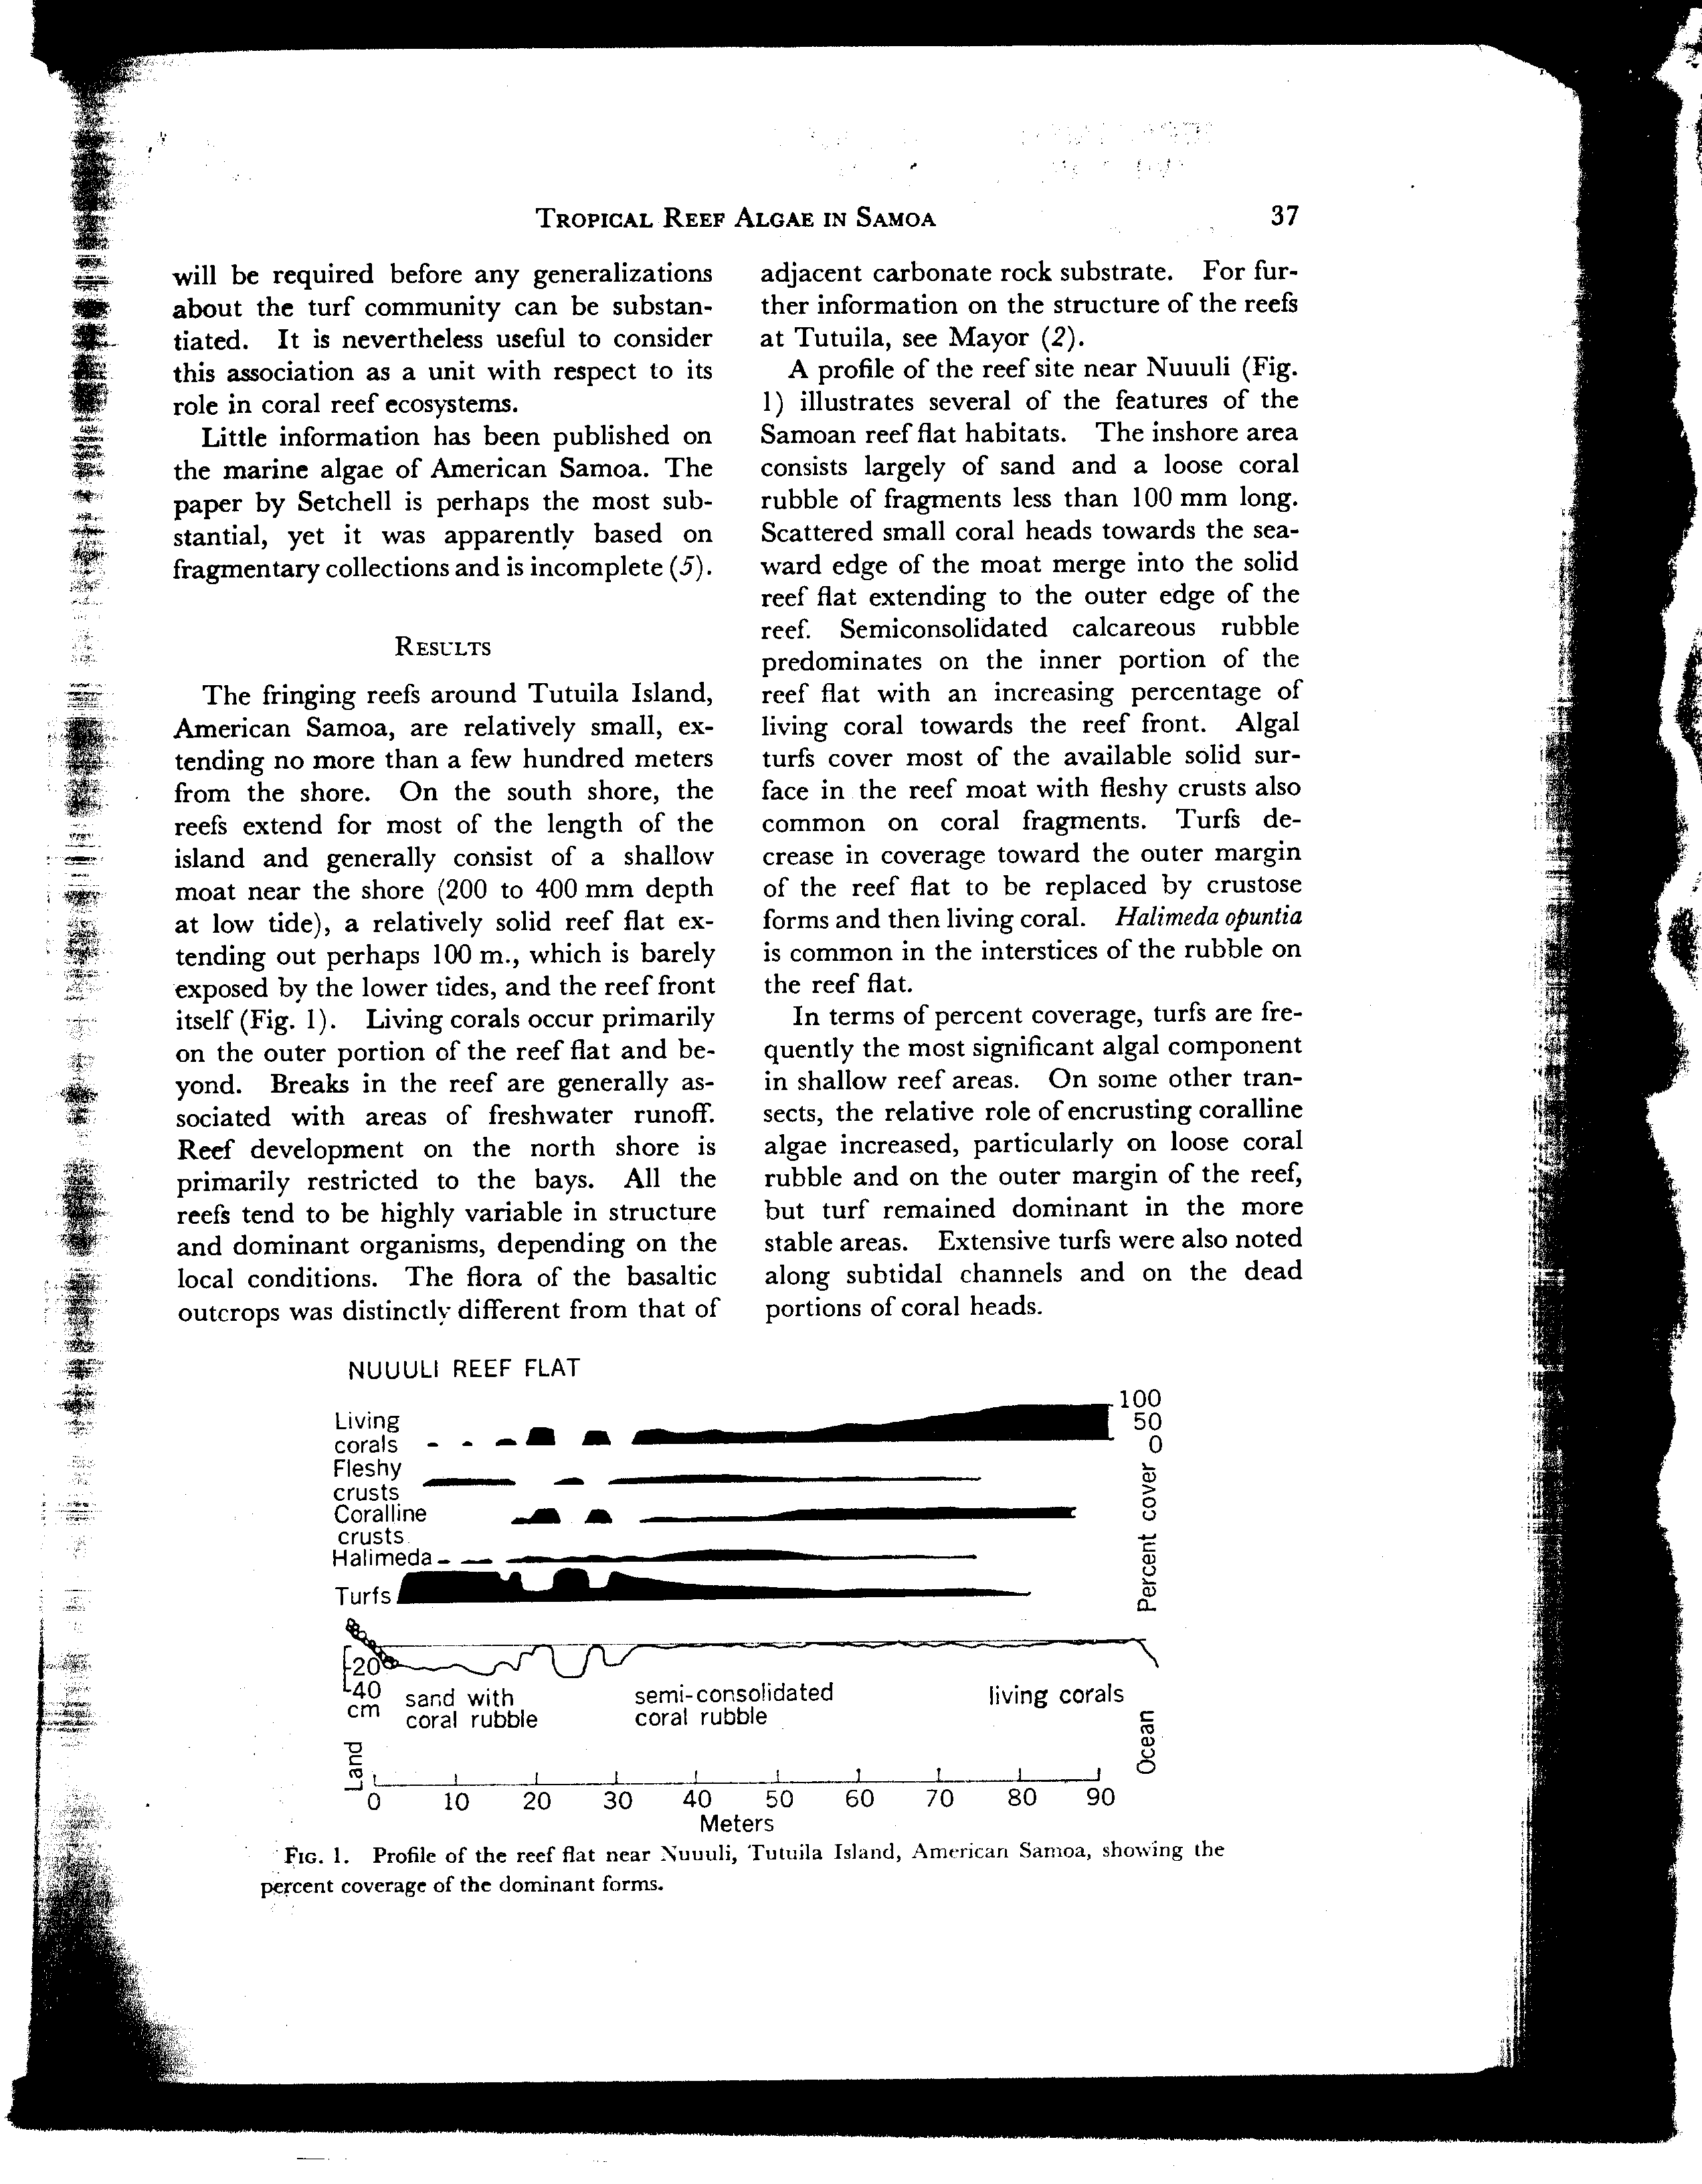 TROPICAL REEF ALGAE IN SAMOA
37
will be required before any generalizations
about the turf community can be substan-
tiated. It is nevertheless useful to consider
this association as a unit with respect to its
role in coral reef ecosystems.
Little information has been published on
the marine algae of American Samoa. The
paper by Setchell is perhaps the most sub-
stantial, yet it was apparently based on
fragmentary collections and is incomplete (5).
RESULTS
The fringing reefs around Tutuila Island,
American Samoa, are relatively small, ex-
tending no more than a few hundred meters
from the shore. On the south shore, the
reefs extend for most of the length of the
island and generally consist of a shallow
moat near the shore (200 to 400 mm depth
at low tide), a relatively solid reef flat ex-
tending out perhaps 100 m., which is barely
exposed by the lower tides, and the reef front
itself (Fig. 1). Living corals occur primarily
on the outer portion of the reef flat and be-
yond. Breaks in the reef are generally as-
sociated with areas of freshwater runoff.
Reef development on the north shore is
primarily restricted to the bays. All the
reefs tend to be highly variable in structure
and dominant organisms, depending on the
local conditions. The flora of the basaltic
outcrops was distinctly different from that of
adjacent carbonate rock substrate. For fur-
ther information on the structure of the reefs
at Tutuila, see Mayor (2).
A profile of the reef site near Nuuuli (Fig.
1) illustrates several of the features of the
Samoan reef flat habitats. The inshore area
consists largely of sand and a loose coral
rubble of fragments less than 100 mm long.
Scattered small coral heads towards the sea-
ward edge of the moat merge into the solid
reef flat extending to the outer edge of the
reef. Semiconsolidated calcareous rubble
predominates on the inner portion of the
reef flat with an increasing percentage of
living coral towards the reef front. Algal
turfs cover most of the available solid sur-
face in the reef moat with fleshy crusts also
common on coral fragments. Turfs de-
crease in coverage toward the outer margin
of the reef flat to be replaced by crustose
forms and then living coral. Halimeda opuntia
is common in the interstices of the rubble on
the reef flat.
In terms of percent coverage, turfs are fre-
quently the most significant algal component
in shallow reef areas. On some other tran-
sects, the relative role of encrusting coralline
algae increased, particularly on loose coral
rubble and on the outer margin of the reef,
but turf remained dominant in the more
stable areas. Extensive turfs were also noted
along subtidal channels and on the dead
portions of coral heads.
NUUULI REEF FLAT
Living
corals
Fleshy
crusts
Coralline
crusts
Halimeda
Turfs
100
50
0
Percent cover
20
40
cm
sand with
coral rubble
semi-consolidated
coral rubble
living corals
Land
Ocean
0 10 20 30 40 50 60 70 80 90
Meters
FIG. 1. Profile of the reef flat near Nuuuli, Tutuila Island, American Samoa, showing the
percent coverage of the dominant forms.